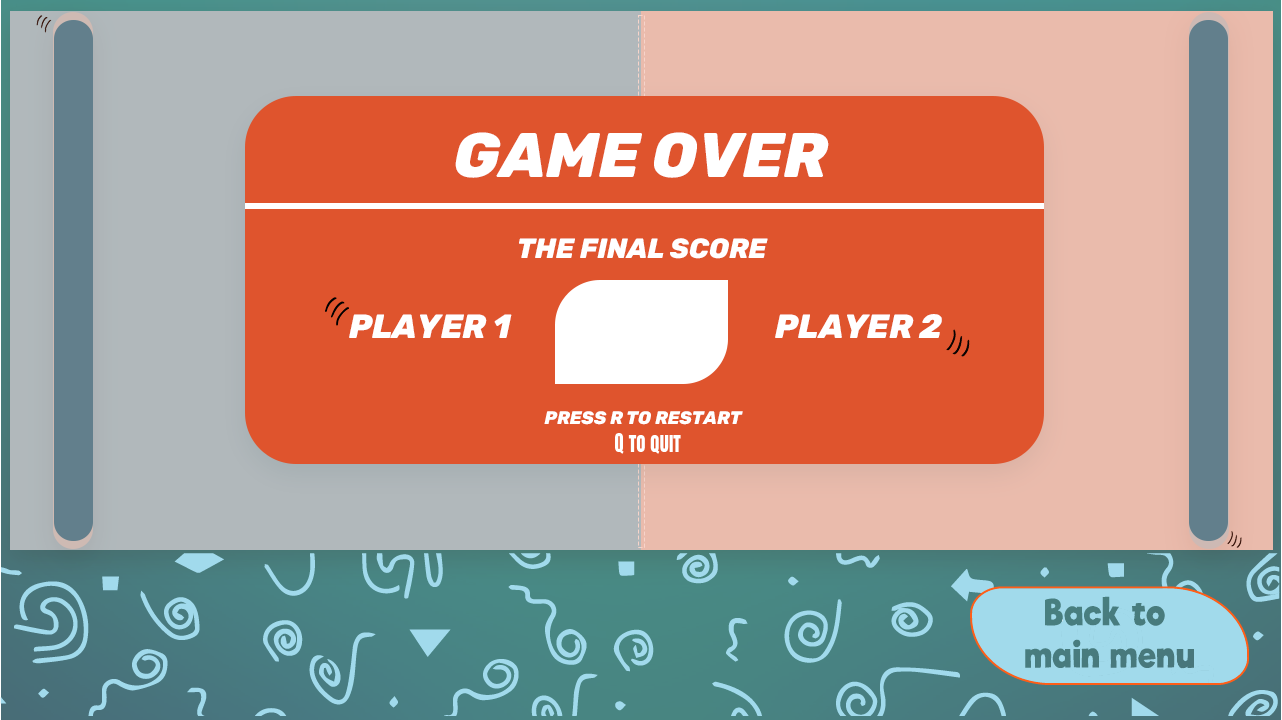 GAME OVER
THE FINAL SCORE
PLAYER 1
PLAYER 2
PRESS R TO RESTART
Q TO QUIT
Back to
main menu